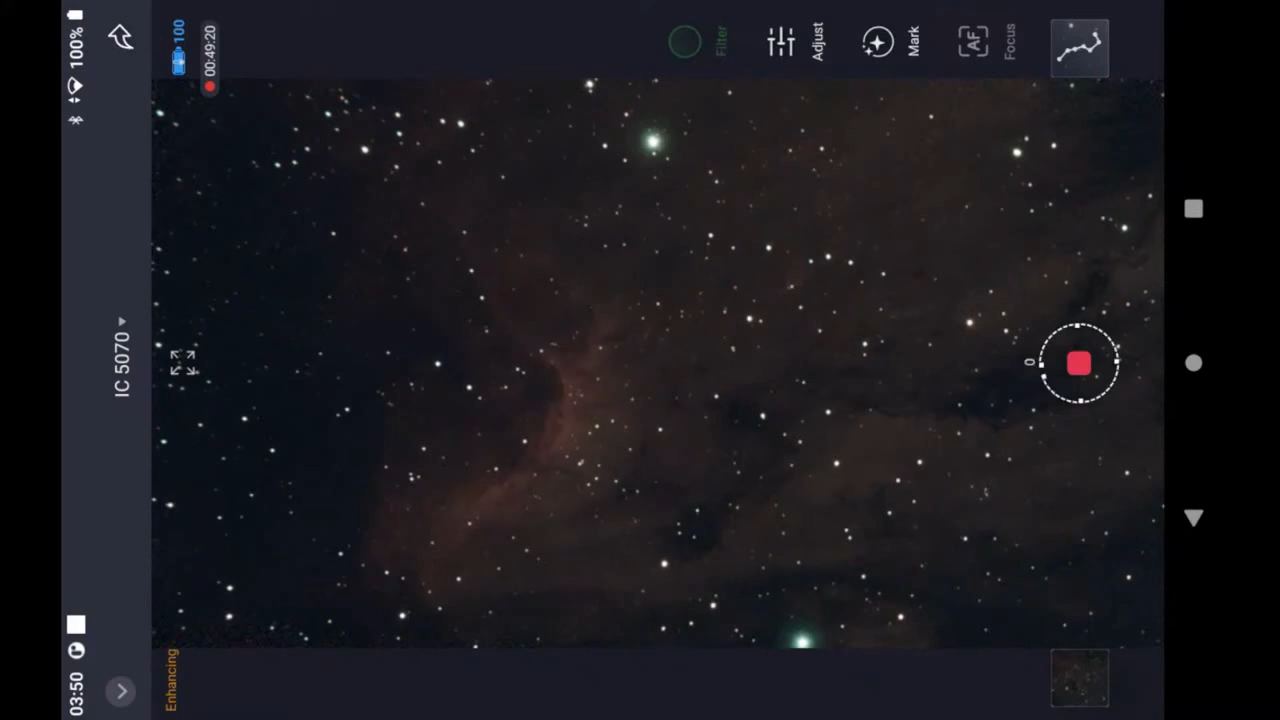 03:50
100%
IC 5070
Enhancing
100
00:49:20
Filter
Adjust
Mark
AF
Focus
0